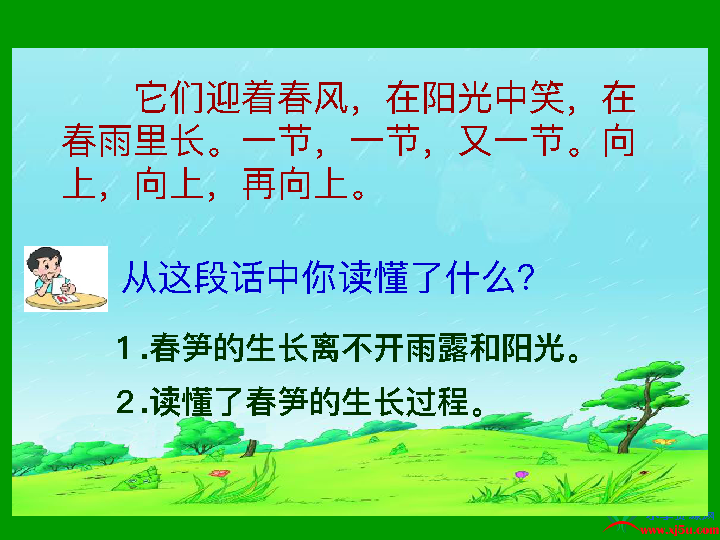 它们迎着春风，在阳光中笑，在
春雨里长。一节，一节，又一节。向
上，向上，再向上。
从这段话中你读懂了什么？
１.春笋的生长离不开雨露和阳光。
２.读懂了春笋的生长过程。